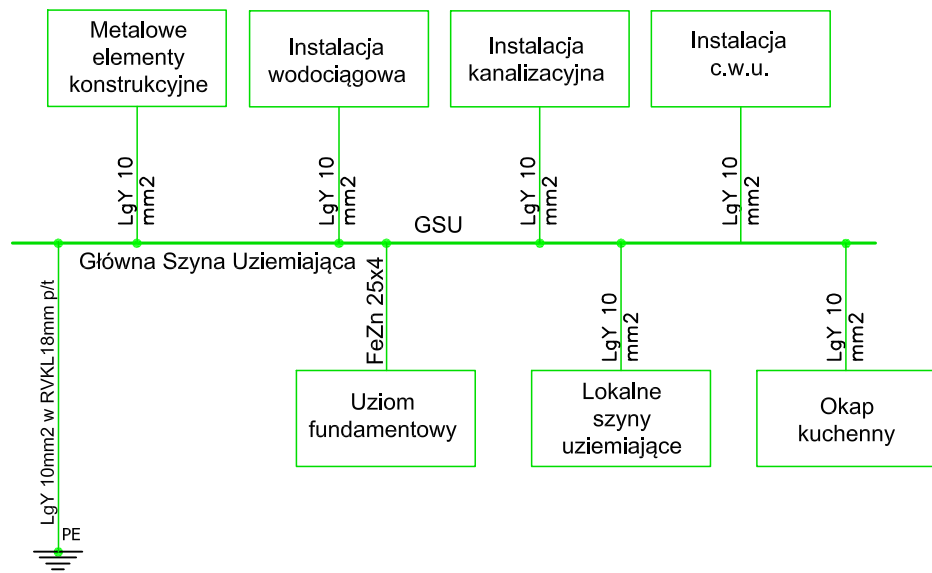 Metalowe
elementy
konstrukcyjne
Instalacja
wodociągowa
Instalacja
kanalizacyjna
Instalacja
c.w.u.
LgY 10
mm2
LgY 10
mm2
LgY 10
mm2
LgY 10
mm2
GSU
Główna Szyna Uziemiająca
LgY 10mm2 w RVKL18mm p/t
FeZn 25x4
LgY 10
mm2
LgY 10
mm2
Uziom
fundamentowy
Lokalne
szyny
uziemiające
Okap
kuchenny
PE